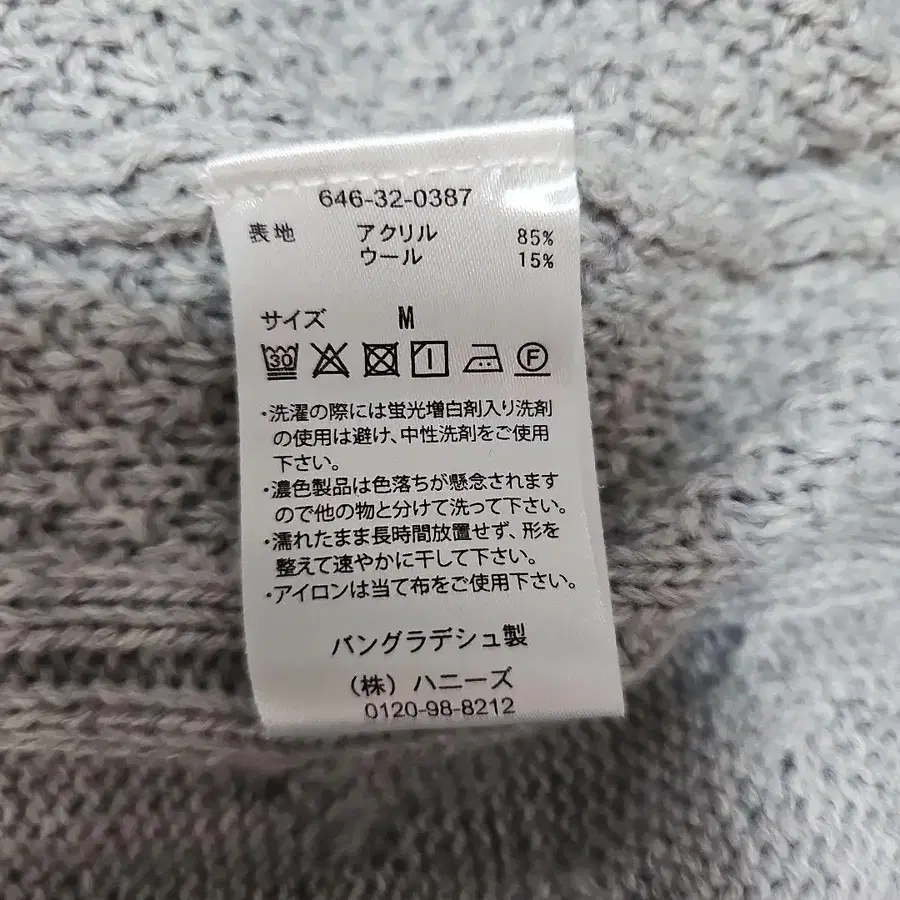 646-32-0387
表地 アクリル 85%
ウール 15%
サイズ M
30 F
・洗濯の際には蛍光増白剤入り洗剤
の使用は避け、中性洗剤をご使用
下さい。
・濃色製品は色落ちが懸念されます
ので他の物と分けて洗って下さい。
・濡れたまま長時間放置せず、形を
整えて速やかに干して下さい。
・アイロンは当て布をご使用下さい。
バングラデシュ製
（株）ハニーズ
0120-98-8212